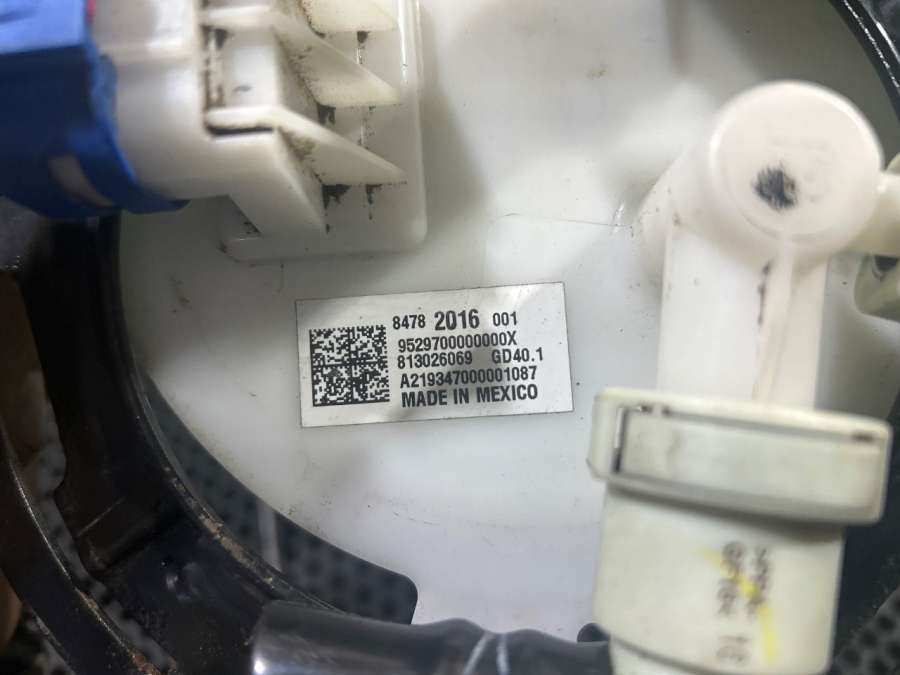 8478 2016 001
9529700000000X
813026069 GD40.1
A219347000001087
MADE IN MEXICO